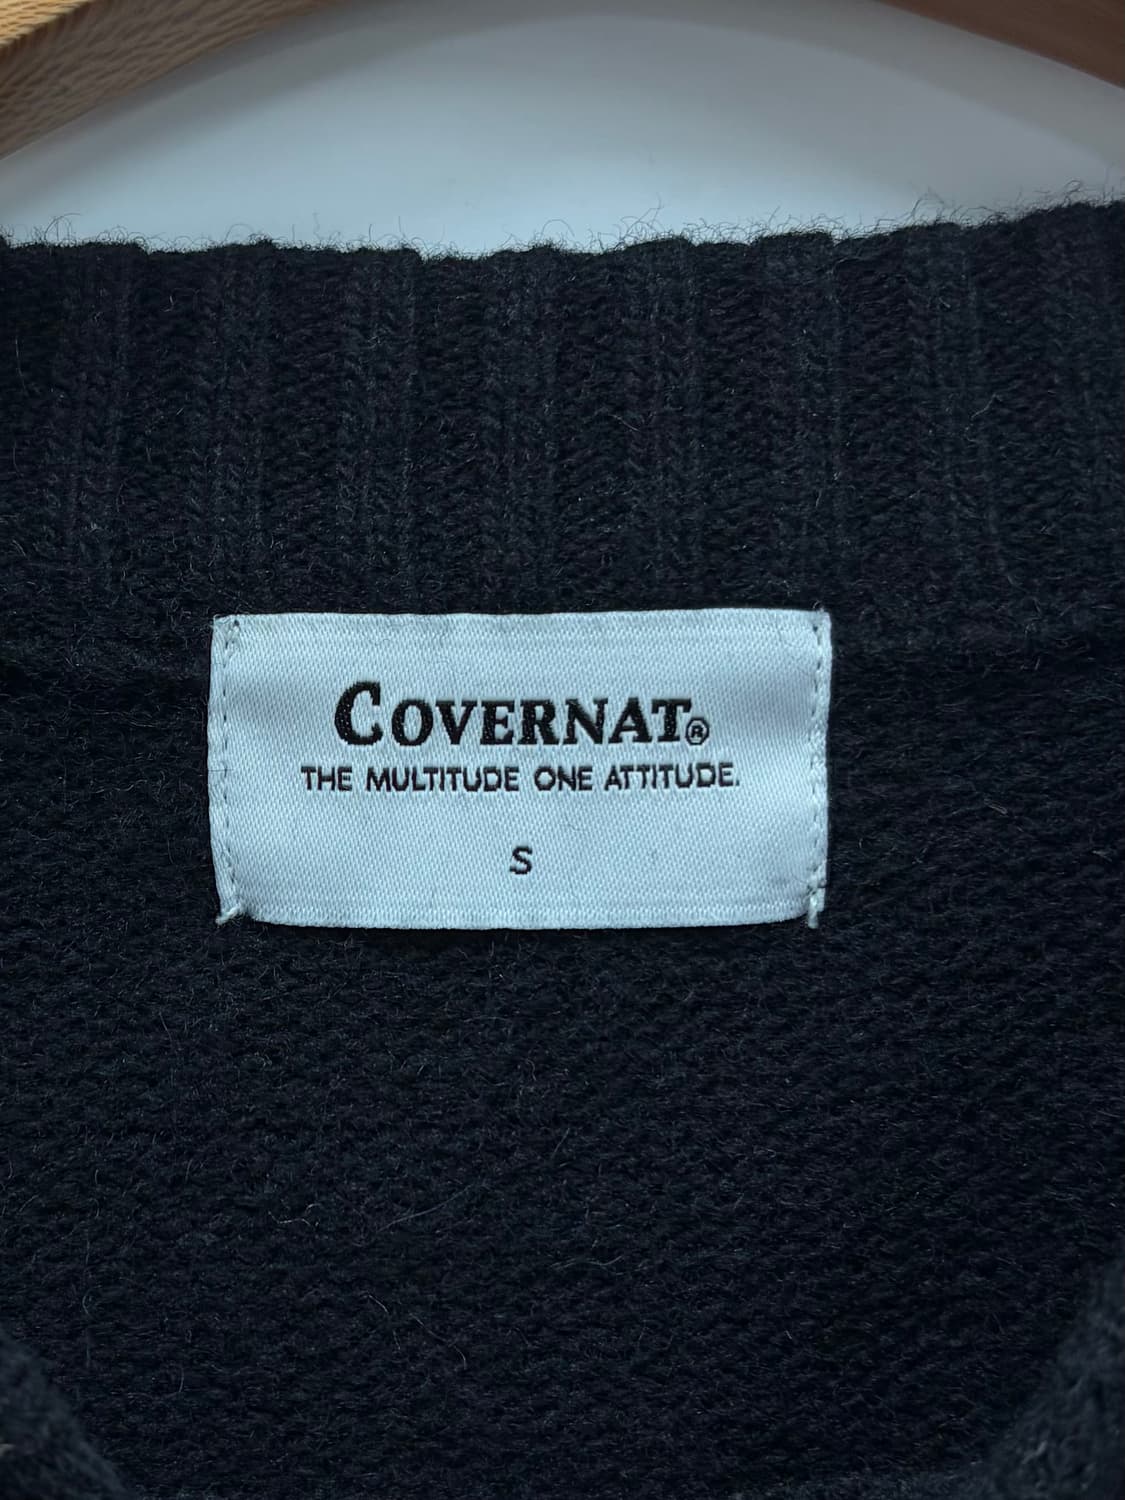 COVERNAT®
THE MULTITUDE ONE ATTITUDE.
S